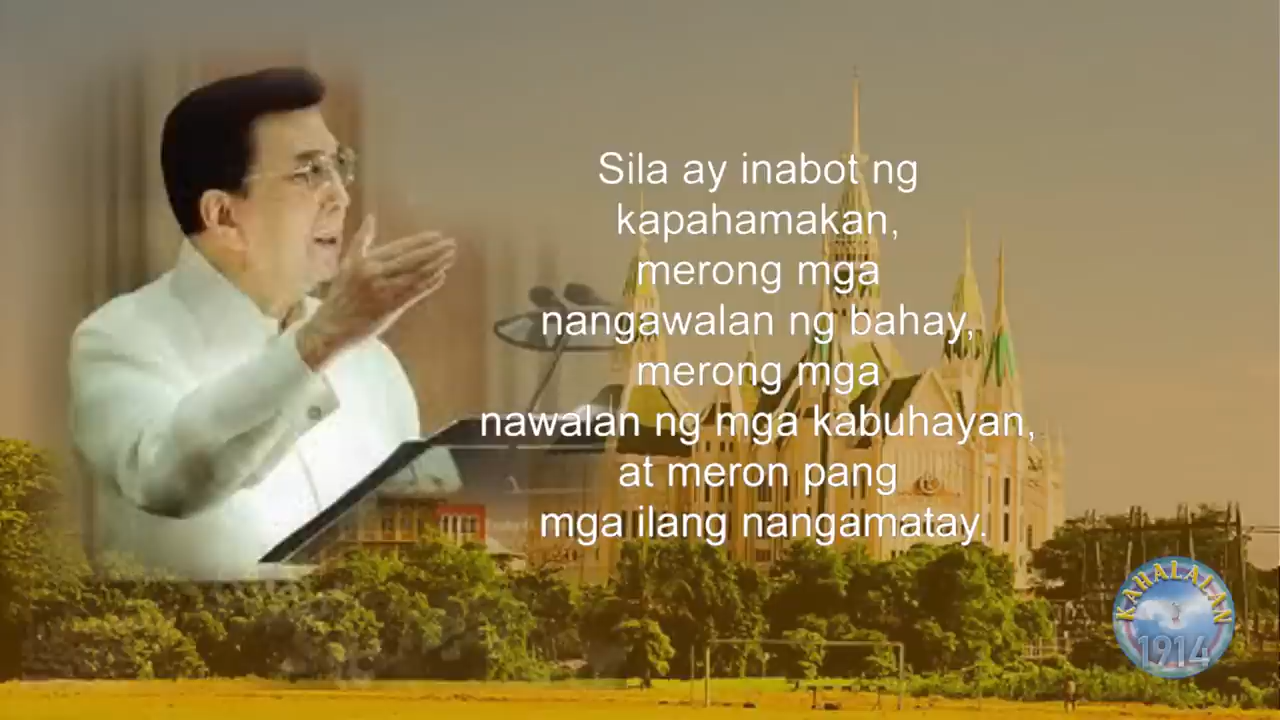 Sila ay inabot ng
kapahamakan,
merong mga
nangawalan ng bahay,
merong mga
nawalan ng mga kabuhayan,
at meron pang
mga ilang nangamatay.
KAHALALAN
1914